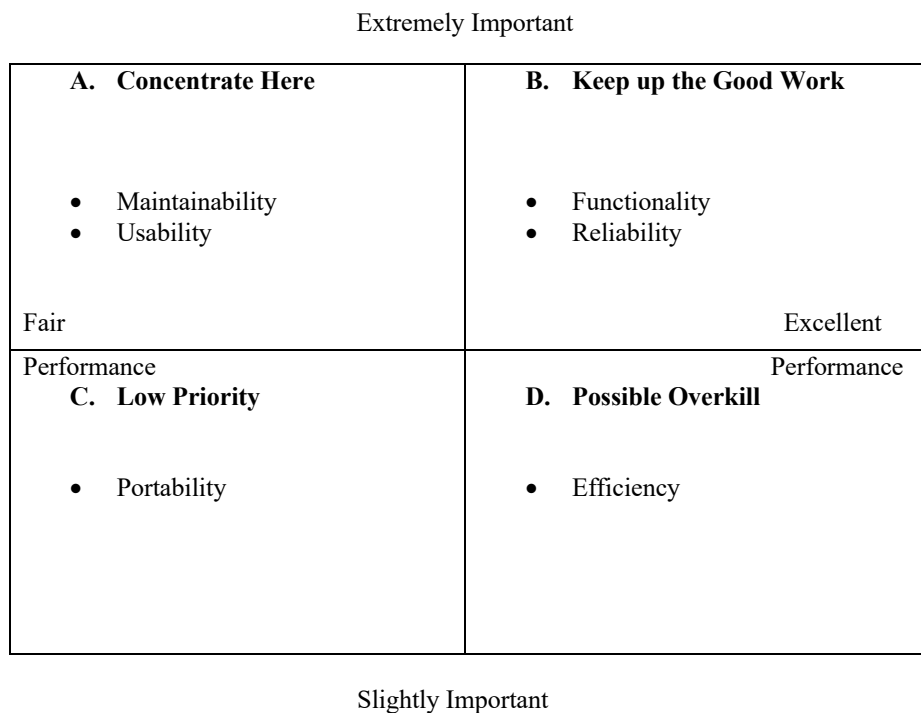 Extremely Important
A. Concentrate Here
• Maintainability
• Usability
Fair
B. Keep up the Good Work
• Functionality
• Reliability
Excellent
Performance
C. Low Priority
• Portability
Performance
D. Possible Overkill
• Efficiency
Slightly Important